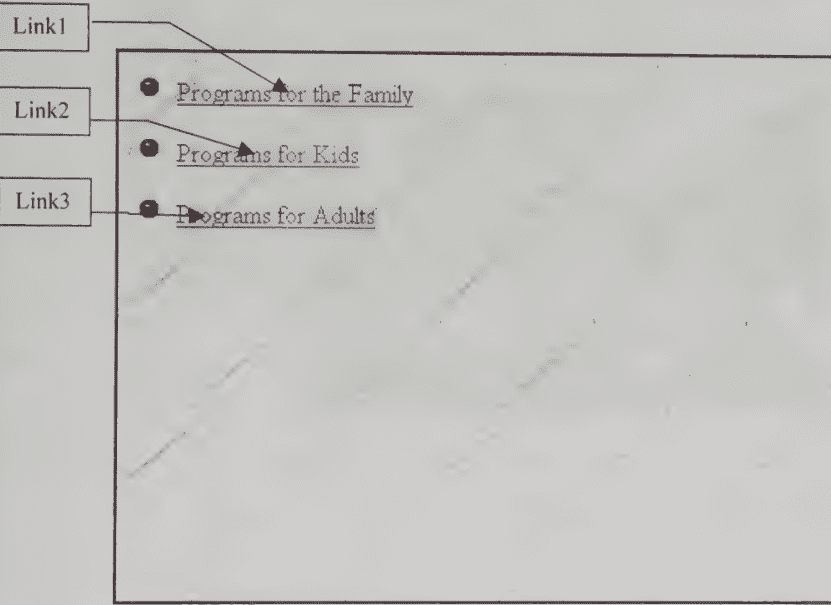 Link1
Programs for the Family
Link2
Programs for Kids
Link3
Programs for Adults